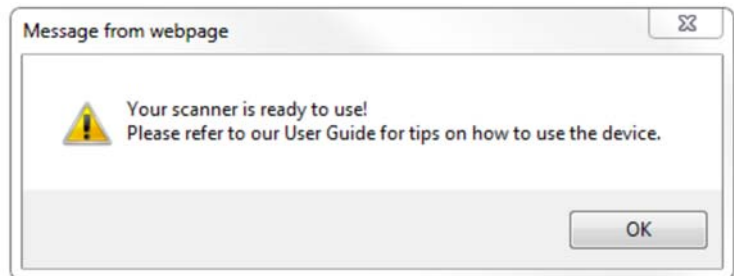 Message from webpage
Your scanner is ready to use!
Please refer to our User Guide for tips on how to use the device.
OK